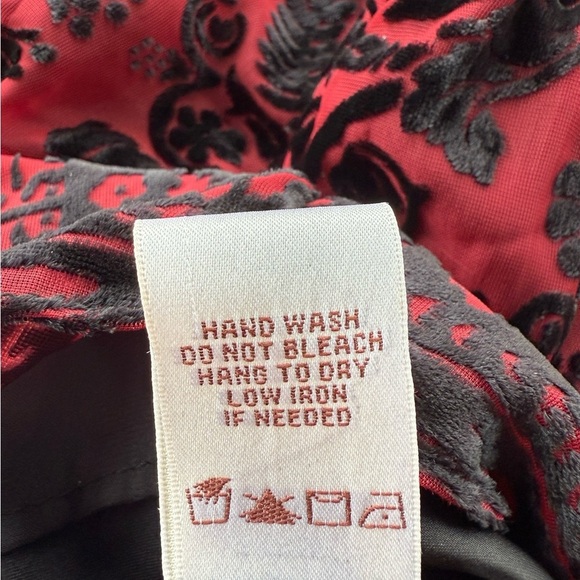 HAND WASH
DO NOT BLEACH
HANG TO DRY
LOW IRON
IF NEEDED